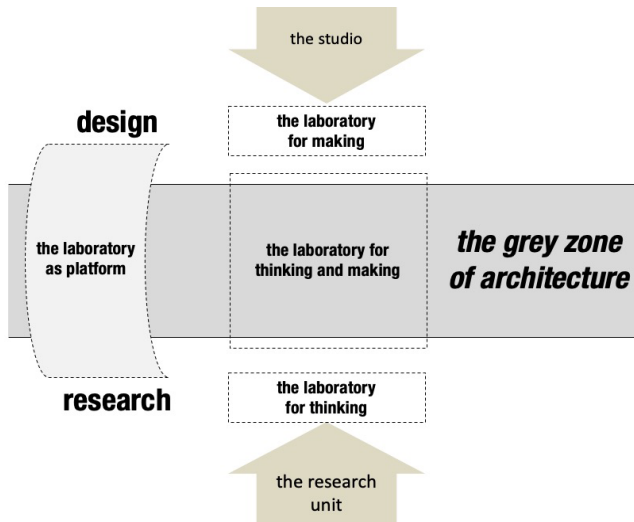 the studio
design
the laboratory
for making
the laboratory
as platform
the laboratory for
thinking and making
the grey zone
of architecture
research
the laboratory
for thinking
the research
unit